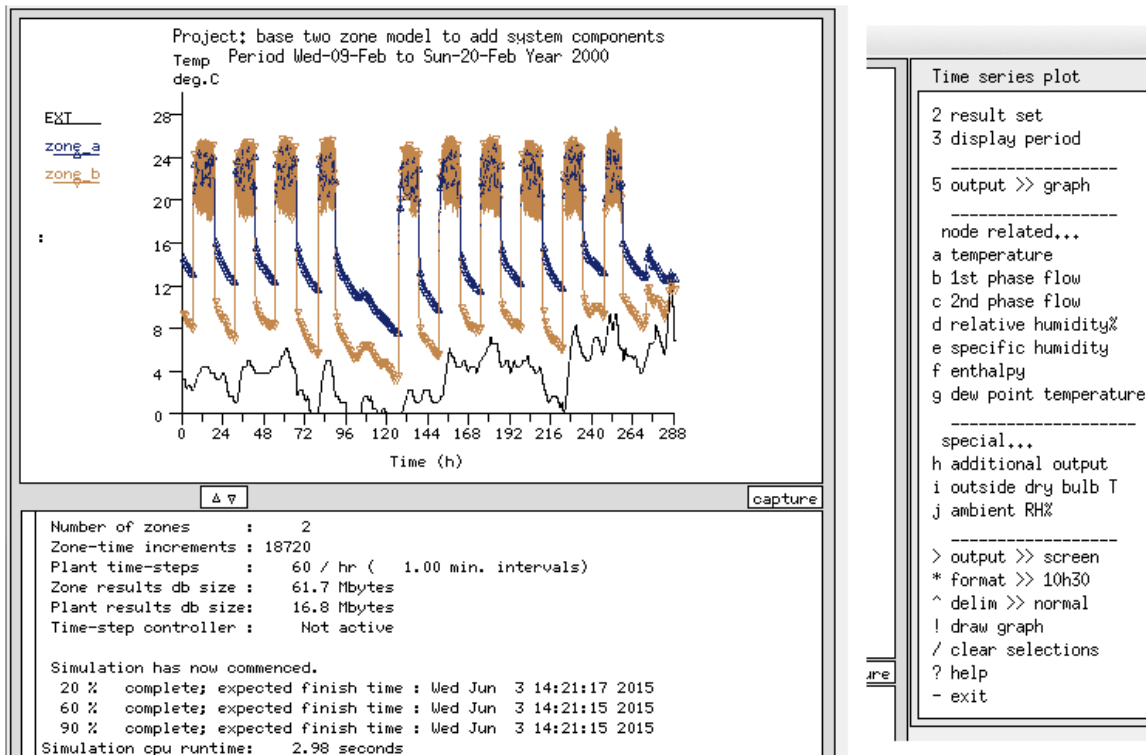 Project: base two zone model to add system components
Temp Period Wed-09-Feb to Sun-20-Feb Year 2000
deg.C
EXT
zone_a
zone_b
:
28
24
20
16
12
8
4
0
0 24 48 72 96 120 144 168 192 216 240 264 288
Time (h)
capture
Number of zones : 2
Zone-time increments : 18720
Plant time-steps : 60 / hr ( 1.00 min. intervals)
Zone results db size: 61.7 Mbytes
Plant results db size: 16.8 Mbytes
Time-step controller : Not active
Simulation has now commenced.
20 % complete; expected finish time : Wed Jun 3 14:21:17 2015
60 % complete; expected finish time : Wed Jun 3 14:21:15 2015
90 % complete; expected finish time : Wed Jun 3 14:21:15 2015
Simulation cpu runtime: 2.98 seconds
ure
Time series plot
2 result set
3 display period
5 output >> graph
node related...
a temperature
b 1st phase flow
c 2nd phase flow
d relative humidity%
e specific humidity
f enthalpy
g dew point temperature
special...
h additional output
i outside dry bulb T
j ambient RH%
> output >> screen
* format >> 10h30
^ delim >> normal
! draw graph
/ clear selections
? help
- exit